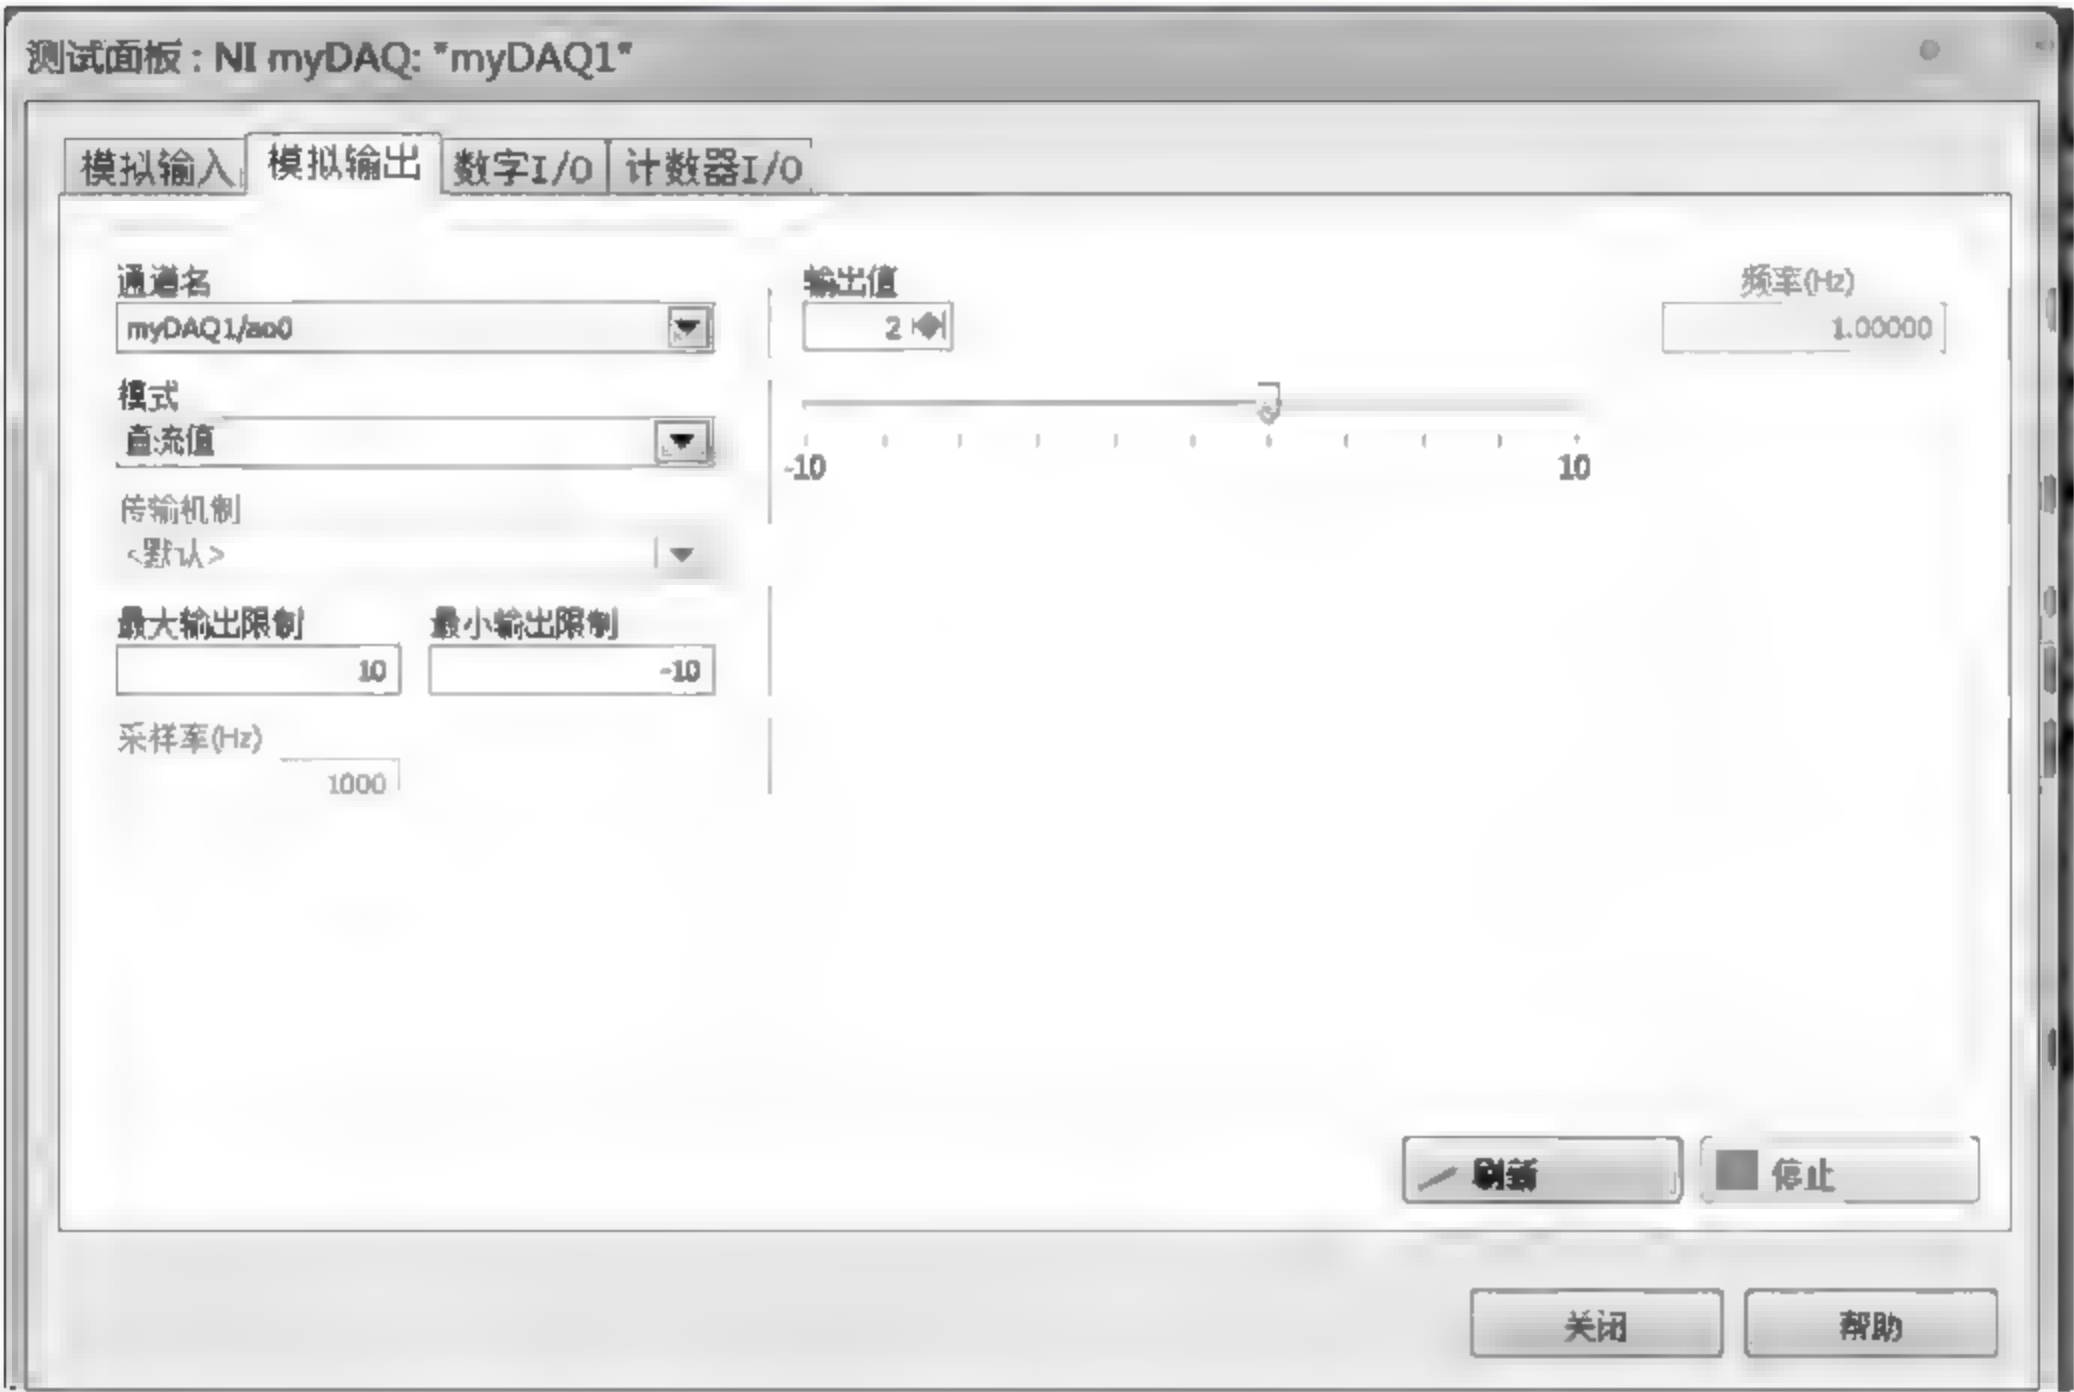 测试面板 : NI myDAQ: "myDAQ1"
模拟输入 模拟输出 数字I/O 计数器I/O
通道名 输出值 频率(Hz)
myDAQ1/ao0 2 1.00000
模式
直流值
-10 10
传输机制
<默认>
最大输出限制 最小输出限制
10 -10
采样率(Hz)
1000
刷新 停止
关闭 帮助